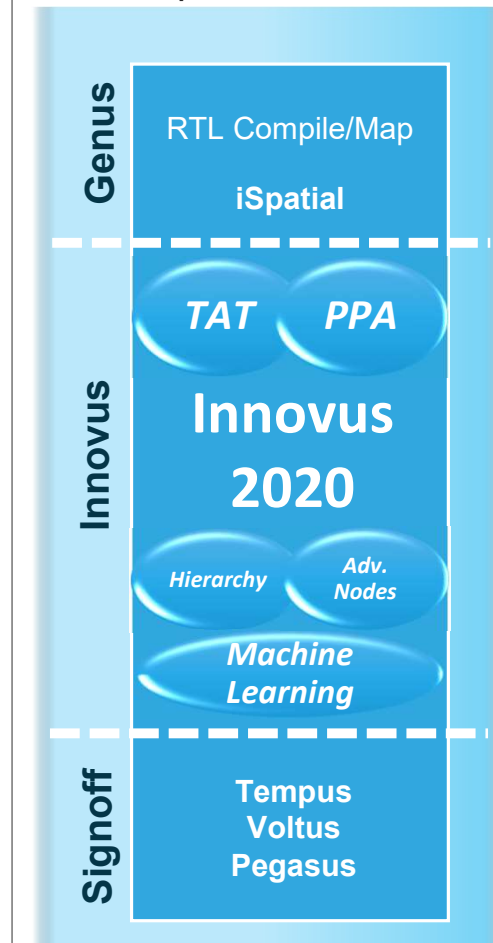 Genus
RTL Compile/Map
iSpatial
Innovus
TAT
PPA
Innovus
2020
Hierarchy
Adv.
Nodes
Machine
Learning
Signoff
Tempus
Voltus
Pegasus